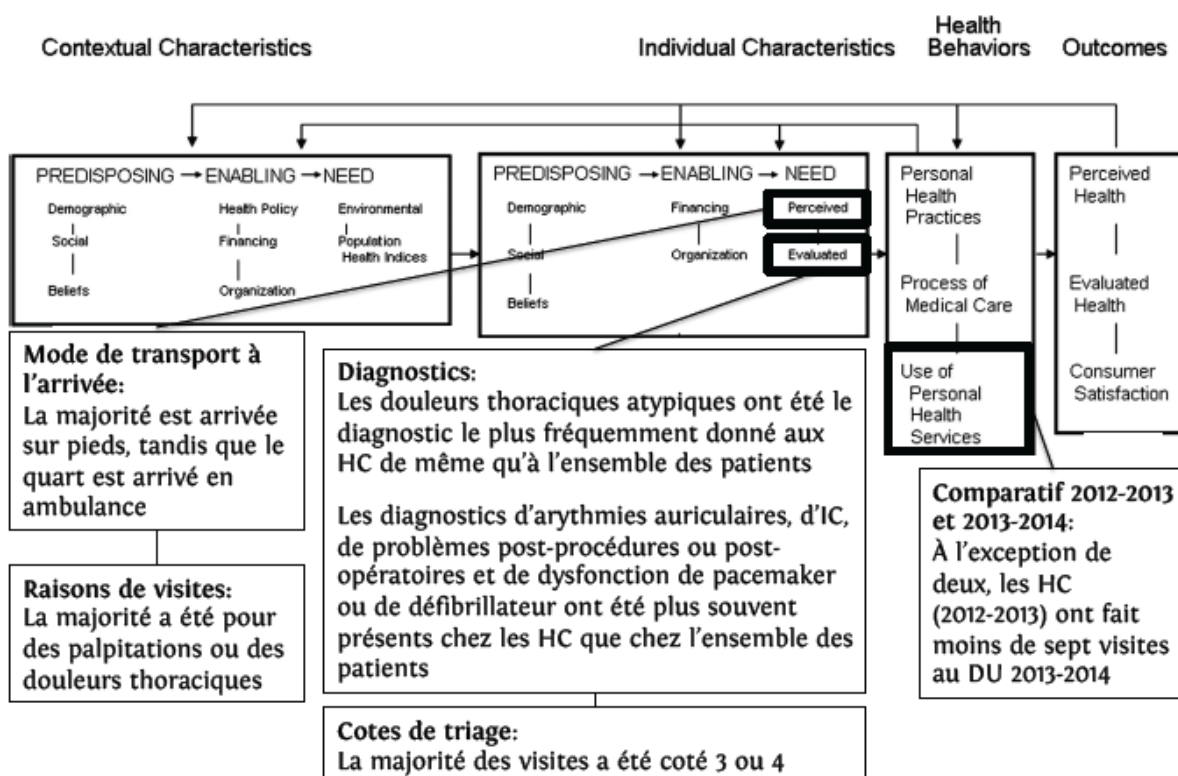 Contextual Characteristics
Individual Characteristics
Health
Behaviors
Outcomes
PREDISPOSING
ENABLING
NEED
Demographic
Social
Beliefs
Health Policy
Financing
Organization
Environmental
Population
Health Indices
PREDISPOSING
ENABLING
NEED
Demographic
Social
Beliefs
Financing
Organization
Perceived
Evaluated
Personal
Health
Practices
Process of
Medical Care
Use of
Personal
Health
Services
Perceived
Health
Evaluated
Health
Consumer
Satisfaction
Mode de transport à
l'arrivée:
La majorité est arrivée
sur pieds, tandis que le
quart est arrivé en
ambulance
Raisons de visites:
La majorité a été pour
des palpitations ou des
douleurs thoraciques
Diagnostics:
Les douleurs thoraciques atypiques ont été le
diagnostic le plus fréquemment donné aux
HC de même qu'à l'ensemble des patients
Les diagnostics d'arythmies auriculaires, d'IC,
de problèmes post-procédures ou post-
opératoires et de dysfonction de pacemaker
ou de défibrillateur ont été plus souvent
présents chez les HC que chez l'ensemble des
patients
Cotes de triage:
La majorité des visites a été coté 3 ou 4
Comparatif 2012-2013
et 2013-2014:
À l'exception de
deux, les HC
(2012-2013) ont fait
moins de sept visites
au DU 2013-2014